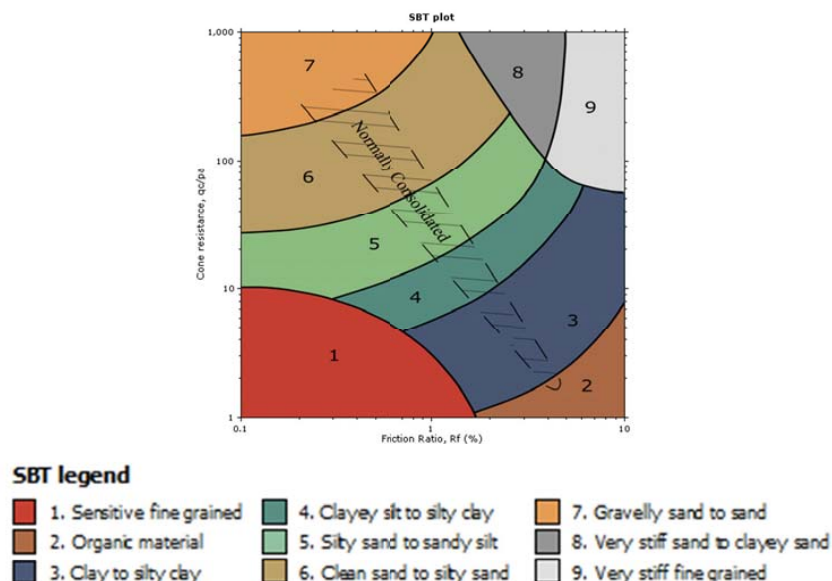 SBT plot
1,000
7
8
9
Normally Consolidated
100
6
Cone resistance, qc/pa
5
10
4
3
1
2
1
0.1
1
10
Friction Ratio, Rf (%)
SBT legend
1. Sensitive fine grained
4. Clayey silt to silty clay
7. Gravelly sand to sand
2. Organic material
5. Silty sand to sandy silt
8. Very stiff sand to clayey sand
3. Clay to silty clay
6. Clean sand to silty sand
9. Very stiff fine grained